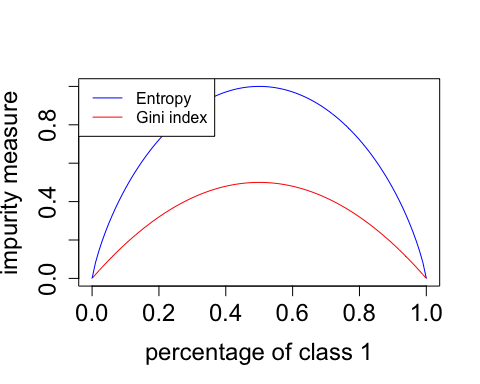 Entropy
Gini index
impurity measure
0.8
0.4
0.0
0.0 0.2 0.4 0.6 0.8 1.0
percentage of class 1